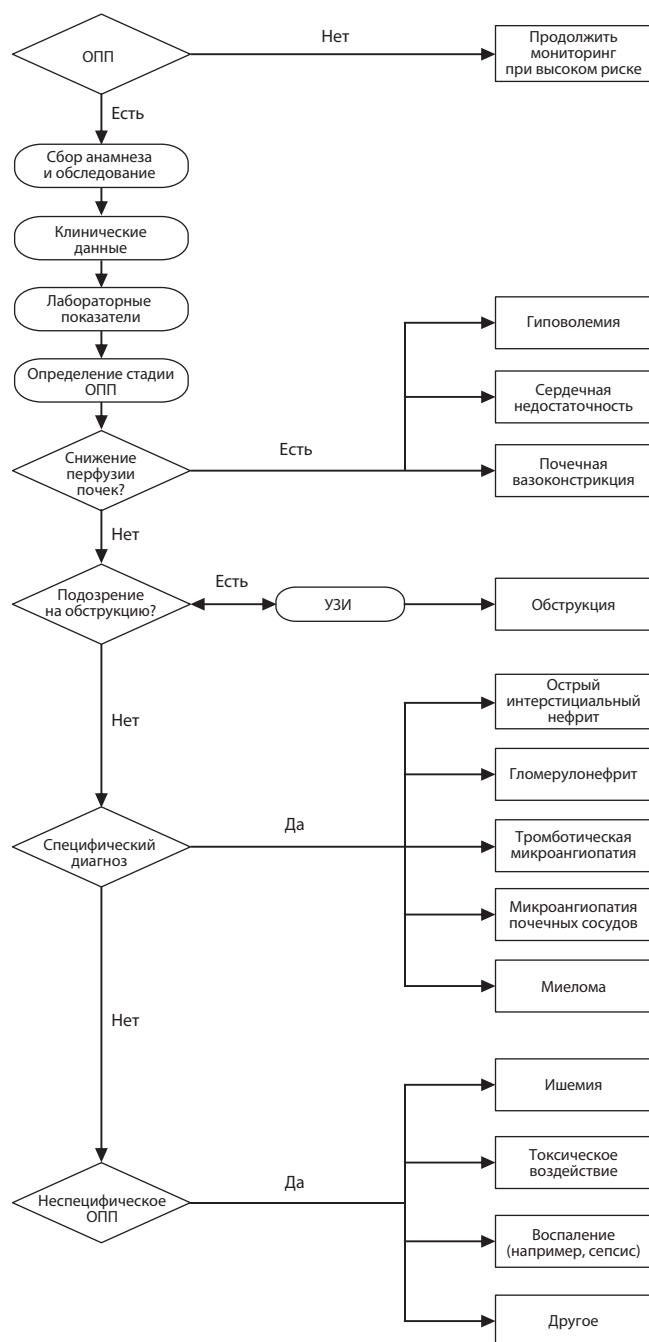 ОПП
Нет
Продолжить
мониторинг
при высоком риске
Есть
Сбор анамнеза
и обследование
Клинические
данные
Лабораторные
показатели
Определение стадии
ОПП
Снижение
перфузии
почек?
Есть
Гиповолемия
Сердечная
недостаточность
Почечная
вазоконстрикция
Нет
Подозрение
на обструкцию?
Есть
УЗИ
Обструкция
Нет
Специфический
диагноз
Да
Острый
интерстициальный
нефрит
Гломерулонефрит
Тромботическая
микроангиопатия
Микроангиопатия
почечных сосудов
Миелома
Нет
Неспецифическое
ОПП
Да
Ишемия
Токсическое
воздействие
Воспаление
(например, сепсис)
Другое